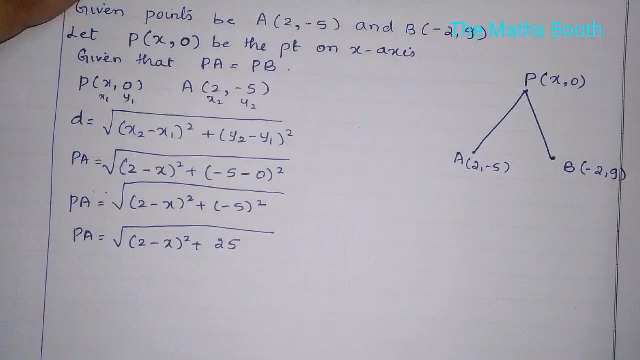 Given points be A(2,-5) and B(-2,9)
The Maths Booth
Let P(x,0) be the pt on x-axis
Given that PA = PB.
P(x,0) A(2,-5)
x₁ y₁ x₂ y₂
d = √(x₂-x₁)² + (y₂-y₁)²
PA = √(2-x)² + (-5-0)²
PA = √(2-x)² + (-5)²
PA = √(2-x)² + 25
P(x,0)
A(2,-5)
B(-2,9)